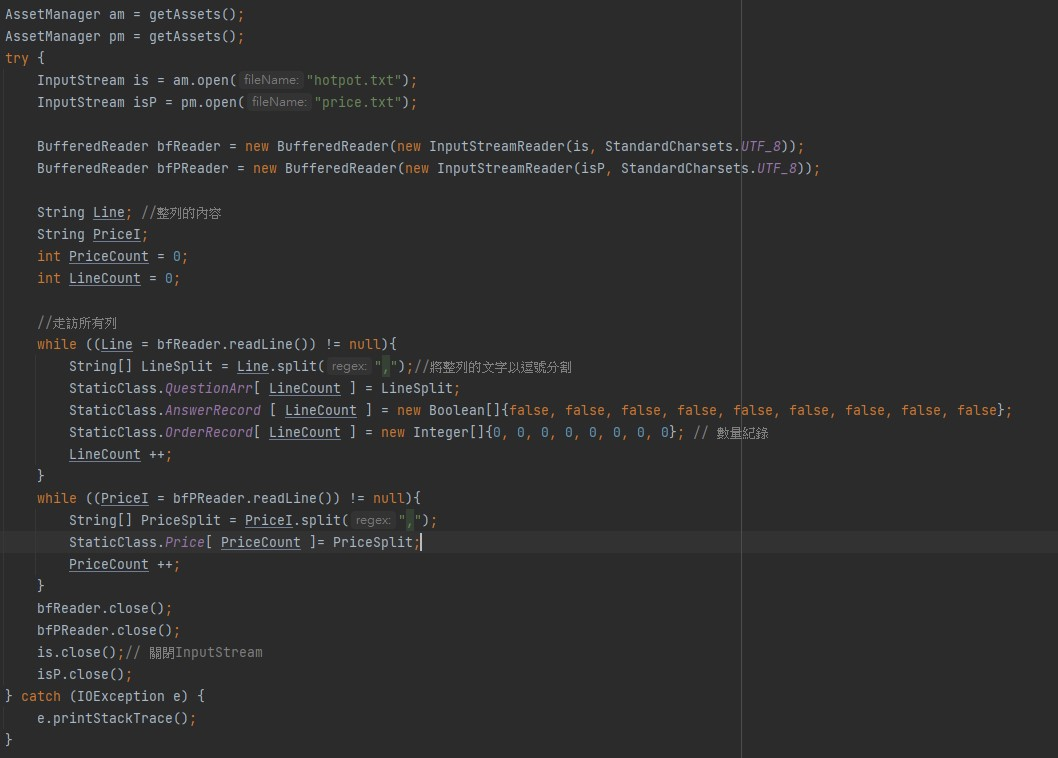 AssetManager am = getAssets();
AssetManager pm = getAssets();
try {
InputStream is = am.open( fileName: "hotpot.txt");
InputStream isP = pm.open( fileName: "price.txt");
BufferedReader bfReader = new BufferedReader(new InputStreamReader(is, StandardCharsets.UTF_8));
BufferedReader bfPReader = new BufferedReader(new InputStreamReader(isP, StandardCharsets.UTF_8));
String Line; //整列的內容
String PriceI;
int PriceCount = 0;
int LineCount = 0;
//走訪所有列
while ((Line = bfReader.readLine()) != null){
String[] LineSplit = Line.split( regex: ",");//將整列的文字以逗號分割
StaticClass.QuestionArr[ LineCount ] = LineSplit;
StaticClass.AnswerRecord [ LineCount ] = new Boolean[]{false, false, false, false, false, false, false, false, false};
StaticClass.OrderRecord[ LineCount ] = new Integer[]{0, 0, 0, 0, 0, 0, 0, 0}; // 數量紀錄
LineCount ++;
}
while ((PriceI = bfPReader.readLine()) != null){
String[] PriceSplit = PriceI.split( regex: ",");
StaticClass.Price[ PriceCount ]= PriceSplit;
PriceCount ++;
}
bfReader.close();
bfPReader.close();
is.close();// 關閉InputStream
isP.close();
} catch (IOException e) {
e.printStackTrace();
}